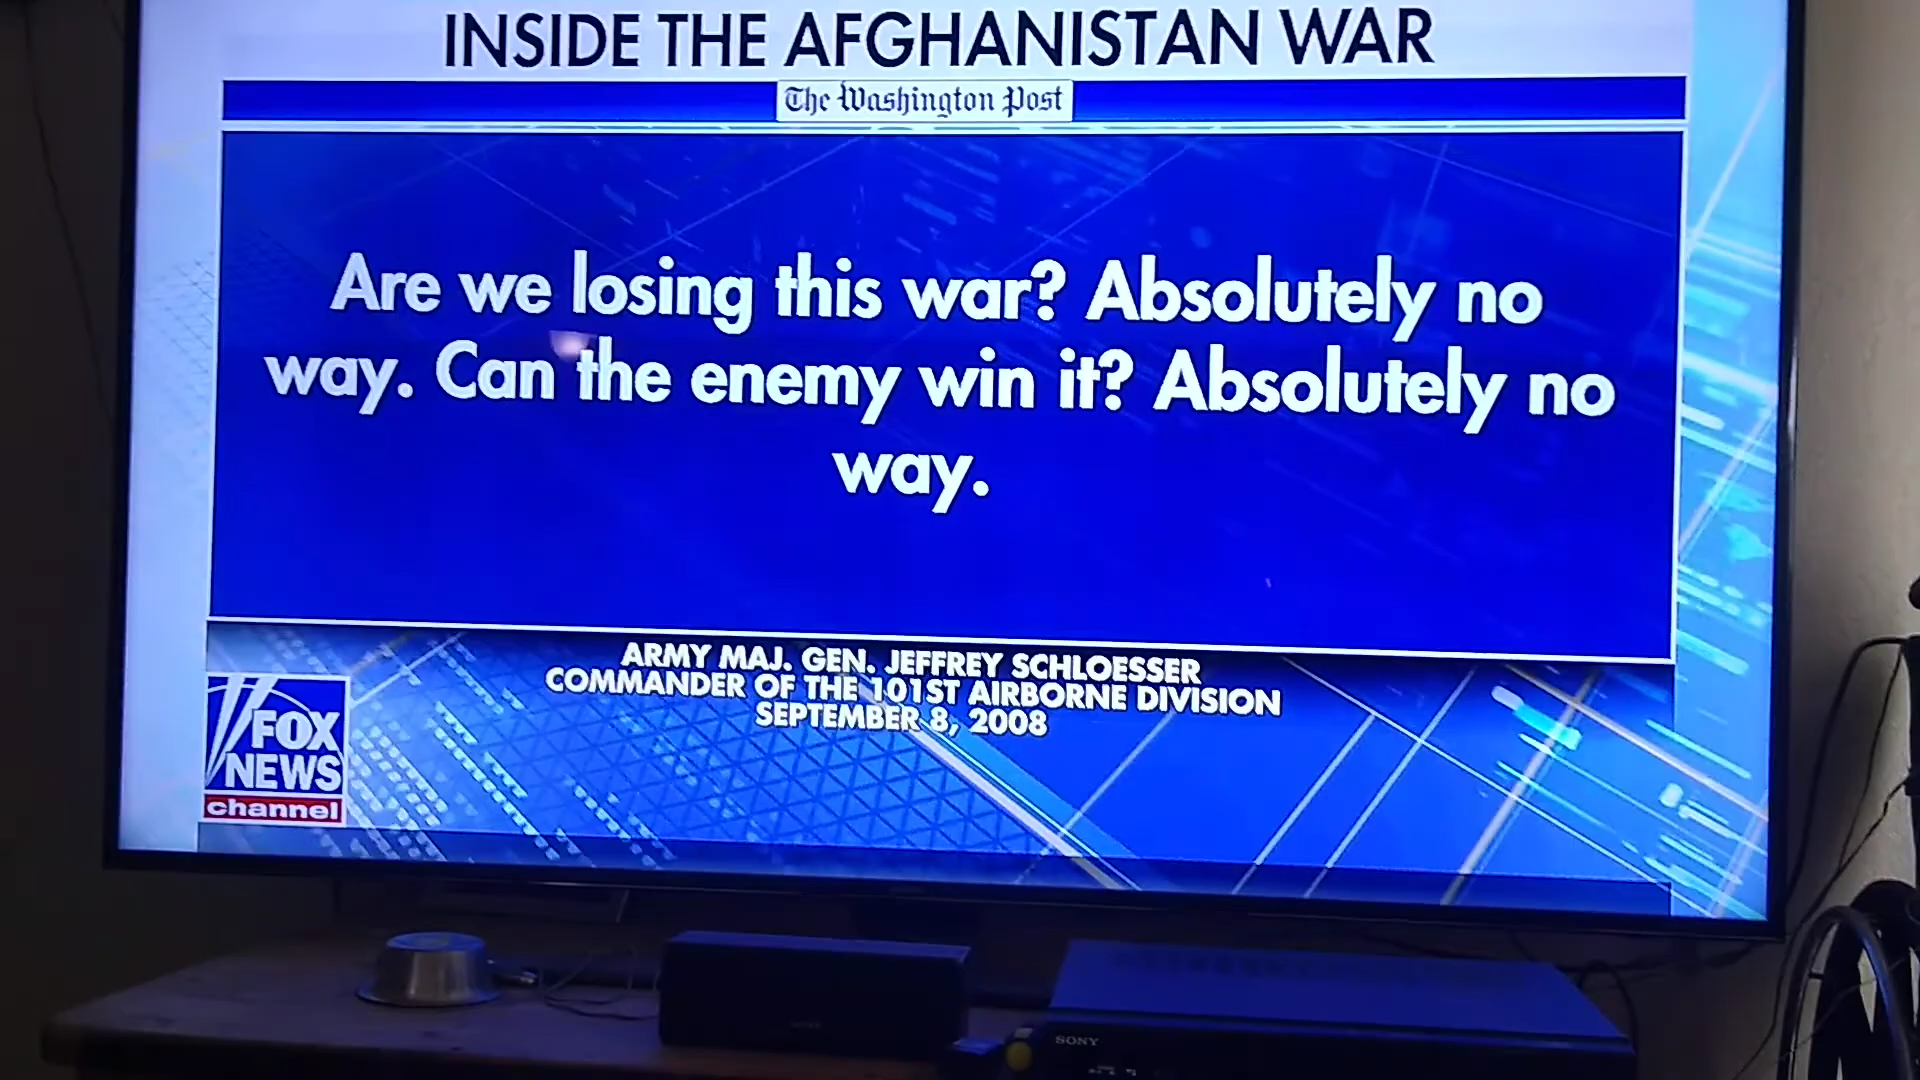 INSIDE THE AFGHANISTAN WAR
The Washington Post
Are we losing this war? Absolutely no
way. Can the enemy win it? Absolutely no
way.
ARMY MAJ. GEN. JEFFREY SCHLOESSER
COMMANDER OF THE 101ST AIRBORNE DIVISION
SEPTEMBER 8, 2008
FOX
NEWS
channel
SONY